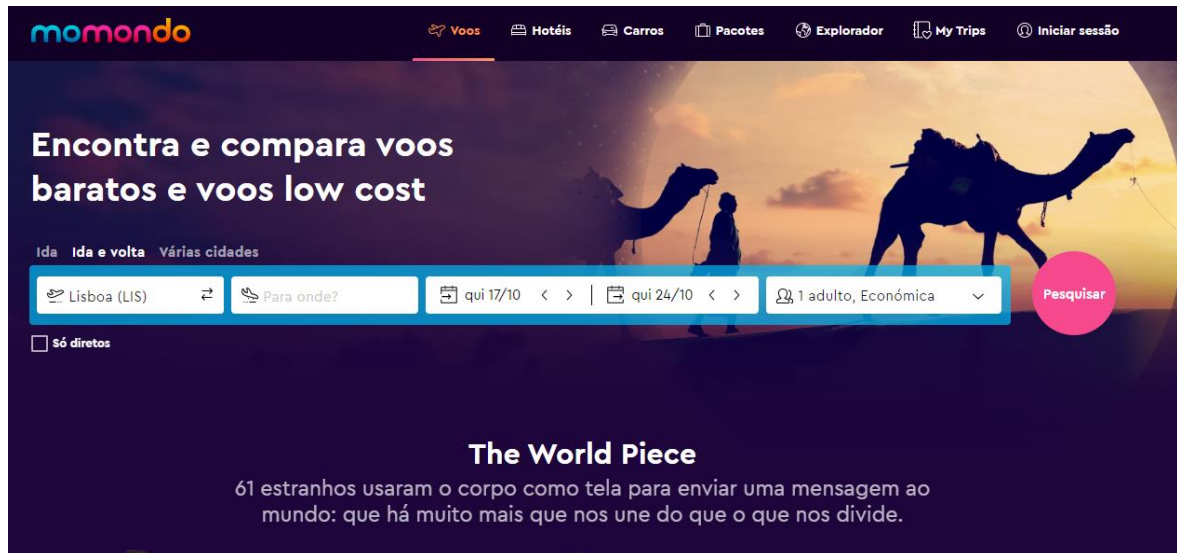 momondo
Voos Hotéis Carros Pacotes Explorador My Trips Iniciar sessão
Encontra e compara voos
baratos e voos low cost
Ida Ida e volta Várias cidades
Lisboa (LIS) Para onde? qui 17/10 qui 24/10 1 adulto, Económica Pesquisar
Só diretos
The World Piece
61 estranhos usaram o corpo como tela para enviar uma mensagem ao
mundo: que há muito mais que nos une do que o que nos divide.